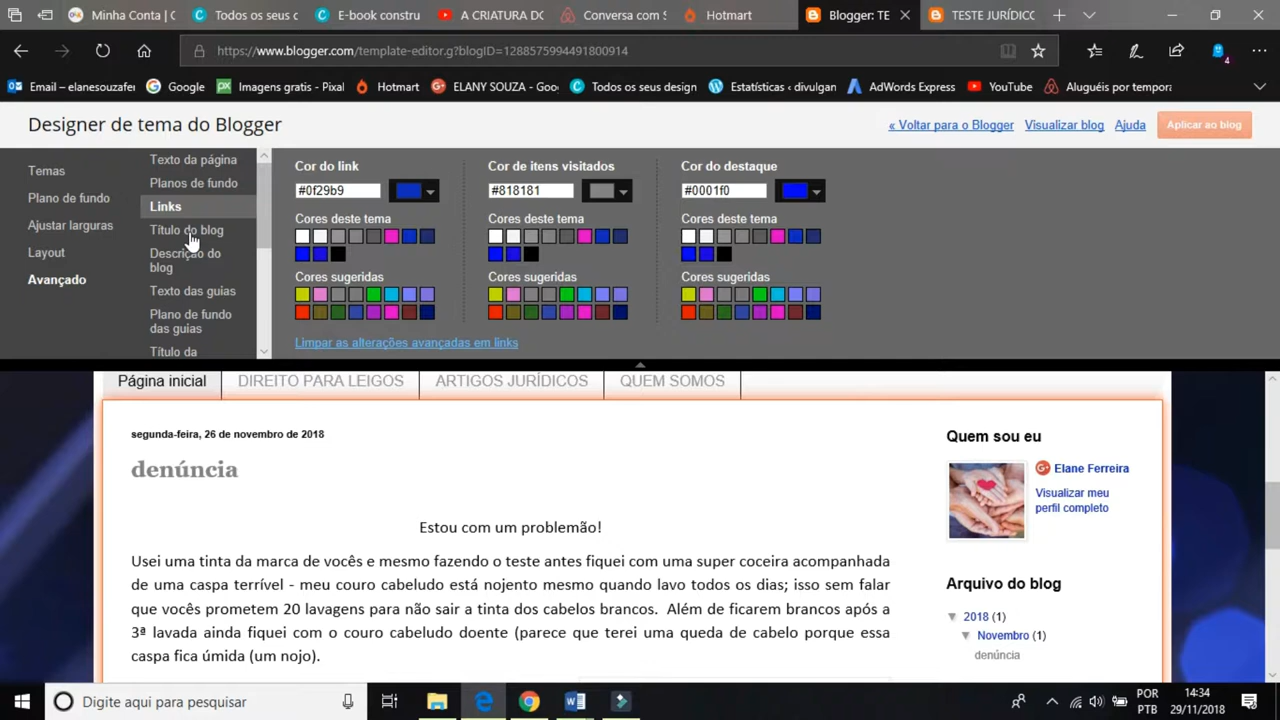 Minha Conta | C
Todos os seus c
E-book constru
A CRIATURA DO
Conversa com S
Hotmart
Blogger: TE
TESTE JURÍDICO
https://www.blogger.com/template-editor.g?blogID=1288575994491800914
4
Email – elanesouzafer
Google
Imagens gratis - Pixal
Hotmart
ELANY SOUZA - Goo
Todos os seus design
Estatísticas ‹ divulgan
AdWords Express
YouTube
Aluguéis por tempora
Designer de tema do Blogger
« Voltar para o Blogger
Visualizar blog
Ajuda
Aplicar ao blog
Temas
Plano de fundo
Ajustar larguras
Layout
Avançado
Texto da página
Planos de fundo
Links
Título do blog
Descrição do
blog
Texto das guias
Plano de fundo
das guias
Título da
Cor do link
#0f29b9
Cores deste tema
Cores sugeridas
Cor de itens visitados
#818181
Cores deste tema
Cores sugeridas
Cor do destaque
#0001f0
Cores deste tema
Cores sugeridas
Limpar as alterações avançadas em links
Página inicial
DIREITO PARA LEIGOS
ARTIGOS JURÍDICOS
QUEM SOMOS
segunda-feira, 26 de novembro de 2018
denúncia
Estou com um problemão!
Usei uma tinta da marca de vocês e mesmo fazendo o teste antes fiquei com uma super coceira acompanhada
de uma caspa terrível - meu couro cabeludo está nojento mesmo quando lavo todos os dias; isso sem falar
que vocês prometem 20 lavagens para não sair a tinta dos cabelos brancos. Além de ficarem brancos após a
3ª lavada ainda fiquei com o couro cabeludo doente (parece que terei uma queda de cabelo porque essa
caspa fica úmida (um nojo).
Quem sou eu
Elane Ferreira
Visualizar meu
perfil completo
Arquivo do blog
▼ 2018 (1)
▼ Novembro (1)
denúncia
Digite aqui para pesquisar
POR
PTB
14:34
29/11/2018